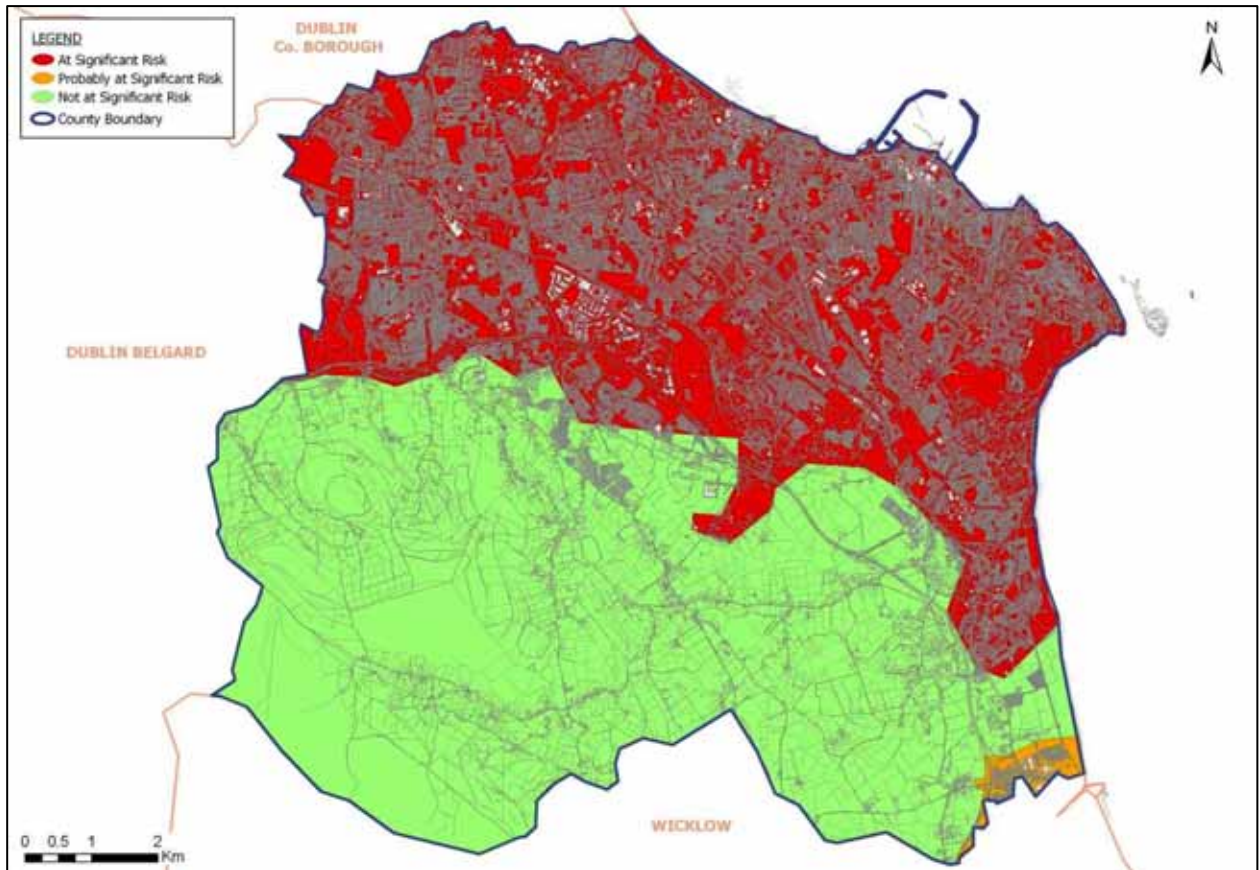 DUBLIN
Co. BOROUGH
N
LEGEND
At Significant Risk
Probably at Significant Risk
Not at Significant Risk
County Boundary
DUBLIN BELGARD
WICKLOW
0 0.5 1 2
Km